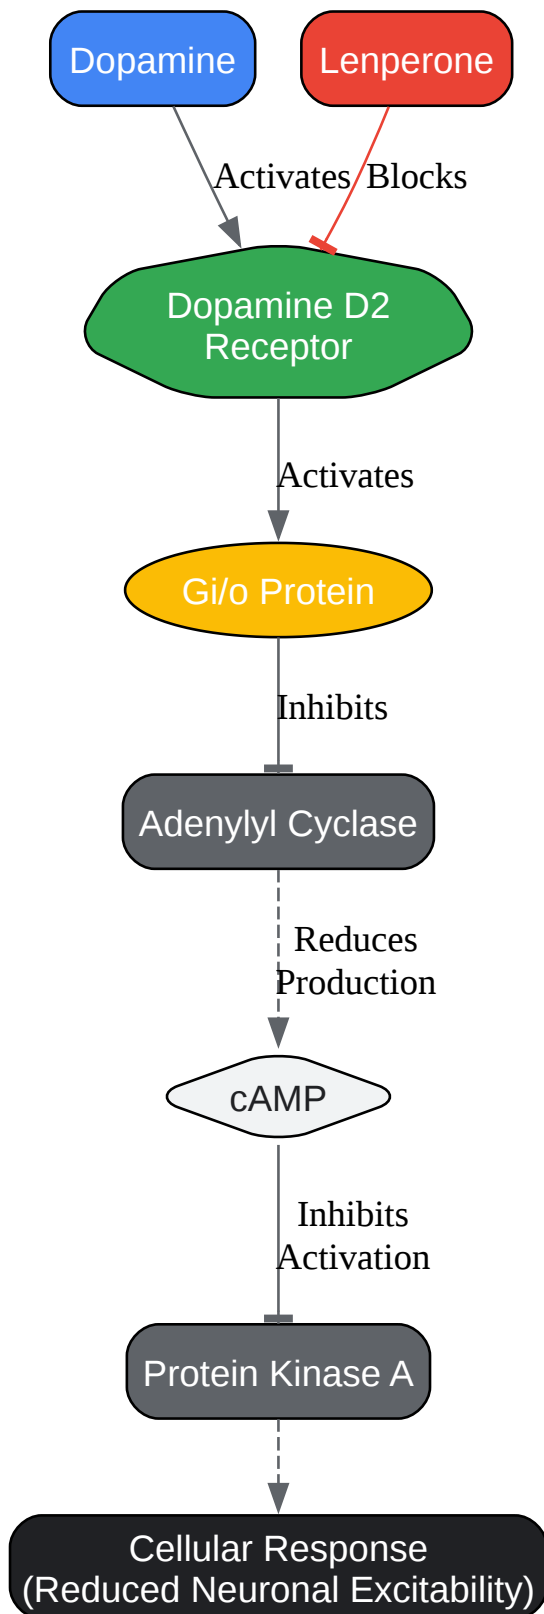 Dopamine
Lenperone
Activates
Blocks
Dopamine D2
Receptor
Activates
Gi/o Protein
Inhibits
Adenylyl Cyclase
Reduces
Production
cAMP
Inhibits
Activation
Protein Kinase A
Cellular Response
(Reduced Neuronal Excitability)